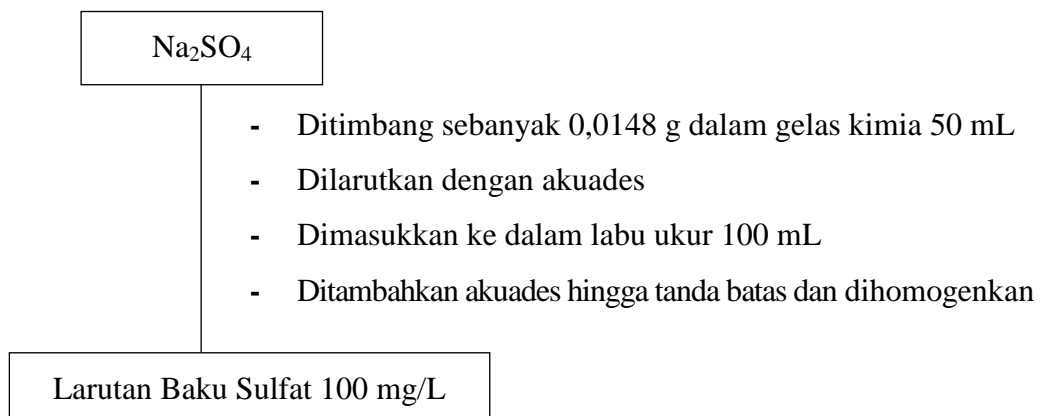 Na₂SO₄
- Ditimbang sebanyak 0,0148 g dalam gelas kimia 50 mL
- Dilarutkan dengan akuades
- Dimasukkan ke dalam labu ukur 100 mL
- Ditambahkan akuades hingga tanda batas dan dihomogenkan
Larutan Baku Sulfat 100 mg/L